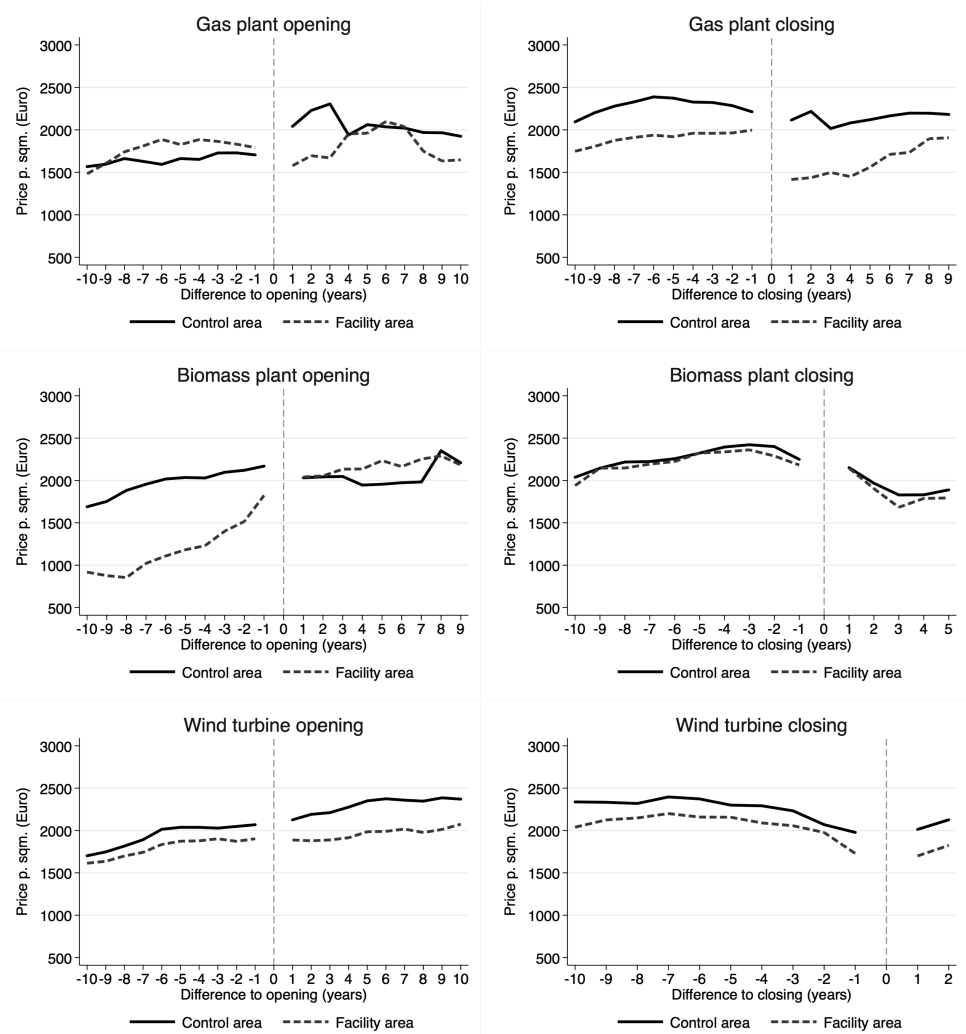 Gas plant opening
Price p. sqm. (Euro)
3000
2500
2000
1500
1000
500
-10 -9 -8 -7 -6 -5 -4 -3 -2 -1 0 1 2 3 4 5 6 7 8 9 10
Difference to opening (years)
Control area Facility area
Gas plant closing
Price p. sqm. (Euro)
3000
2500
2000
1500
1000
500
-10 -9 -8 -7 -6 -5 -4 -3 -2 -1 0 1 2 3 4 5 6 7 8 9
Difference to closing (years)
Control area Facility area
Biomass plant opening
Price p. sqm. (Euro)
3000
2500
2000
1500
1000
500
-10 -9 -8 -7 -6 -5 -4 -3 -2 -1 0 1 2 3 4 5 6 7 8 9
Difference to opening (years)
Control area Facility area
Biomass plant closing
Price p. sqm. (Euro)
3000
2500
2000
1500
1000
500
-10 -9 -8 -7 -6 -5 -4 -3 -2 -1 0 1 2 3 4 5
Difference to closing (years)
Control area Facility area
Wind turbine opening
Price p. sqm. (Euro)
3000
2500
2000
1500
1000
500
-10 -9 -8 -7 -6 -5 -4 -3 -2 -1 0 1 2 3 4 5 6 7 8 9 10
Difference to opening (years)
Control area Facility area
Wind turbine closing
Price p. sqm. (Euro)
3000
2500
2000
1500
1000
500
-10 -9 -8 -7 -6 -5 -4 -3 -2 -1 0 1 2
Difference to closing (years)
Control area Facility area